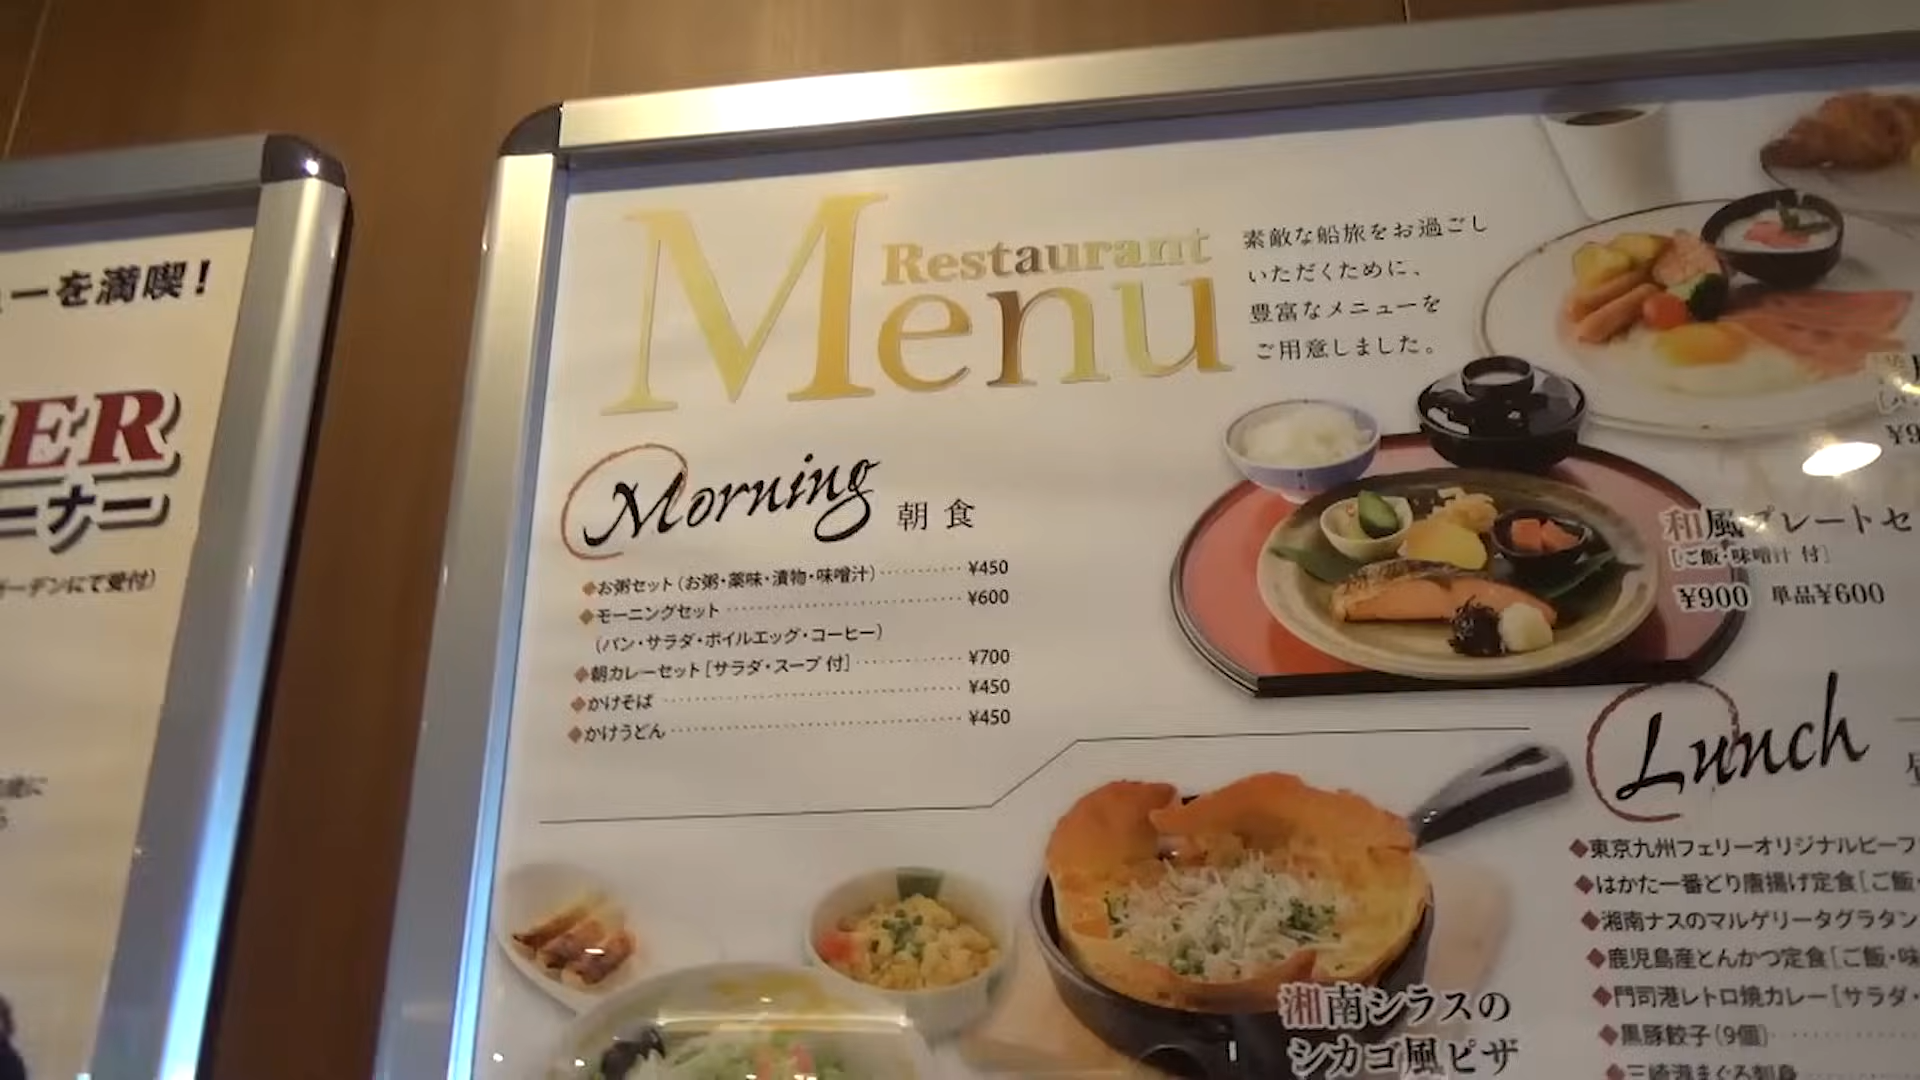 ーを満喫！
ER
ーナー
ーデンにて受付）
Restaurant
Menu
素敵な船旅をお過ごし
いただくために、
豊富なメニューを
ご用意しました。
Morning 朝食
◆お粥セット（お粥・薬味・漬物・味噌汁）………… ¥450
◆モーニングセット ………… ¥600
（パン・サラダ・ボイルエッグ・コーヒー）
◆朝カレーセット［サラダ・スープ 付］………… ¥700
◆かけそば ………… ¥450
◆かけうどん ………… ¥450
¥9
和風プレートセ
［ご飯・味噌汁 付］
¥900 単品¥600
Lunch
◆東京九州フェリーオリジナルビーフ
◆はかた一番どり唐揚げ定食［ご飯・
◆湘南ナスのマルゲリータグラタン
◆鹿児島産とんかつ定食［ご飯・味
◆門司港レトロ焼カレー［サラダ・
◆黒豚餃子（9個）
◆三崎港まぐろ刺身
湘南シラスの
シカゴ風ピザ